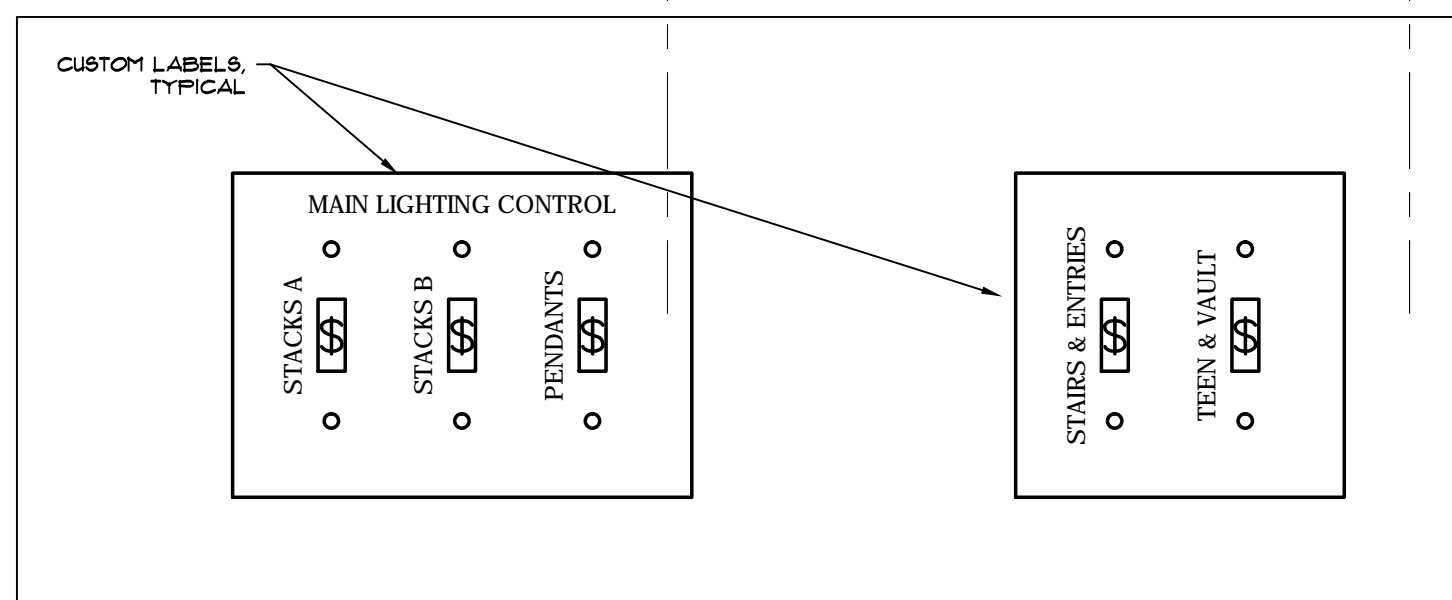 CUSTOM LABELS,
TYPICAL
MAIN LIGHTING CONTROL
STACKS A
$
STACKS B
$
PENDANTS
$
STAIRS & ENTRIES
$
TEEN & VAULT
$